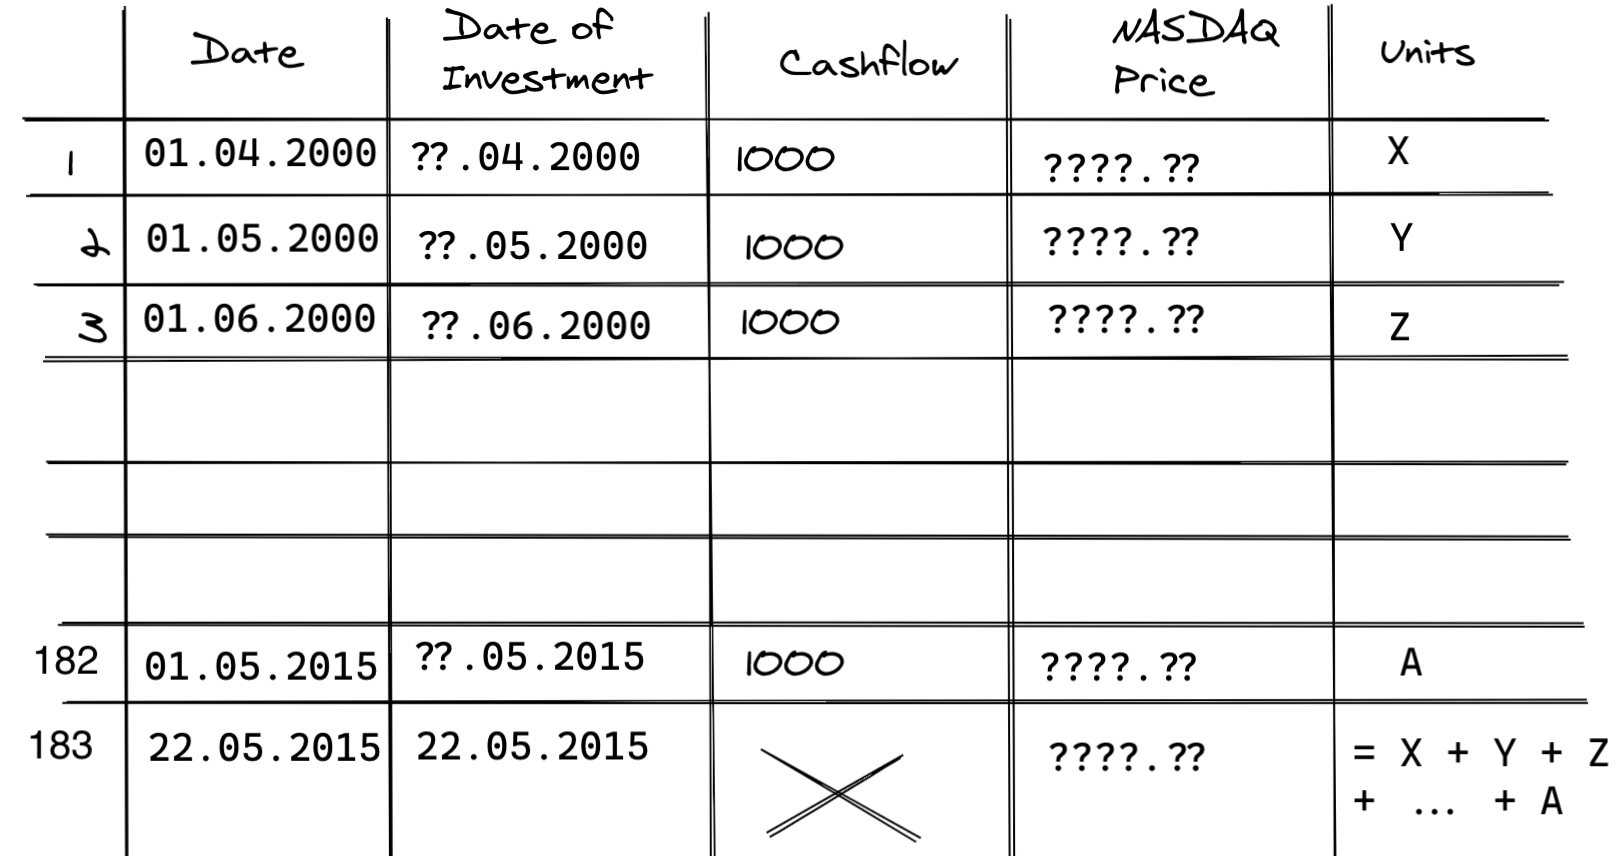 Date
Date of
Investment
Cashflow
NASDAQ
Price
Units
1 01.04.2000 ??.04.2000 1000 ????.?? X
2 01.05.2000 ??.05.2000 1000 ????.?? Y
3 01.06.2000 ??.06.2000 1000 ????.?? Z
182 01.05.2015 ??.05.2015 1000 ????.?? A
183 22.05.2015 22.05.2015 ????.?? = X + Y + Z
+ ... + A